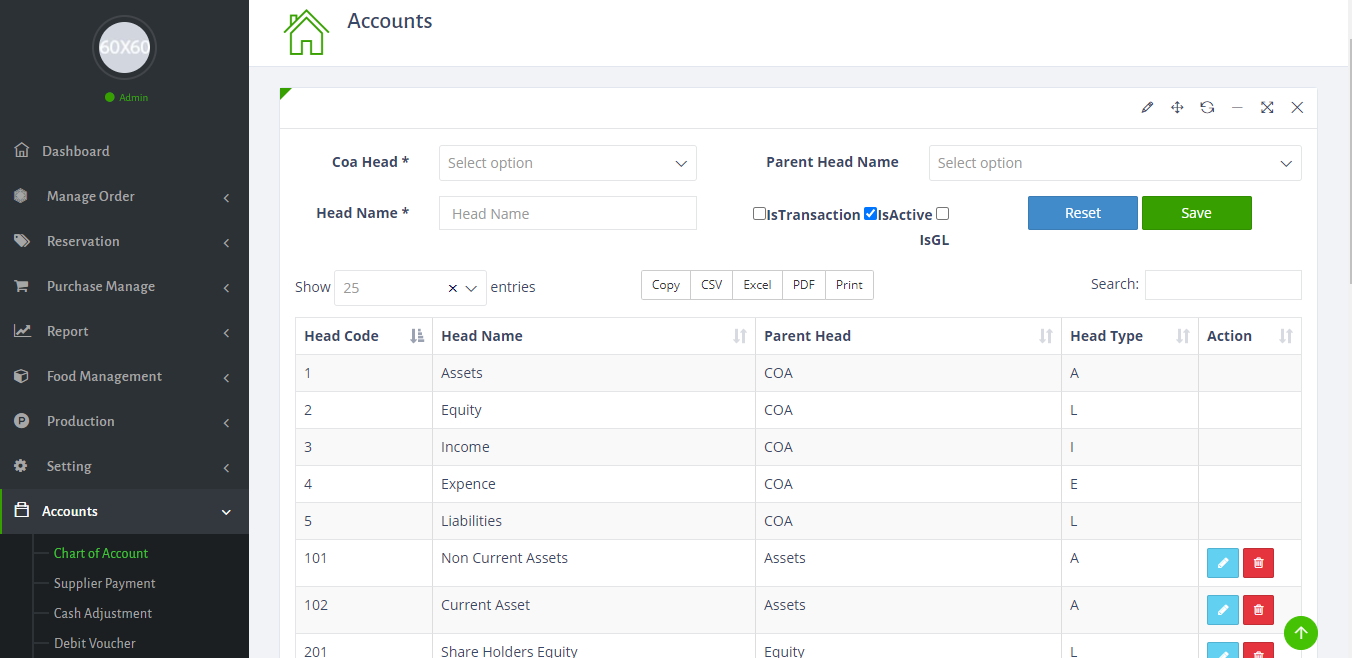 60X60
Admin
Dashboard
Manage Order
Reservation
Purchase Manage
Report
Food Management
Production
Setting
Accounts
Chart of Account
Supplier Payment
Cash Adjustment
Debit Voucher
Accounts
Coa Head * Select option Parent Head Name Select option
Head Name * Head Name IsTransaction IsActive
IsGL
Reset Save
Show 25 entries Copy CSV Excel PDF Print Search:
Head Code Head Name Parent Head Head Type Action
1 Assets COA A
2 Equity COA L
3 Income COA I
4 Expence COA E
5 Liabilities COA L
101 Non Current Assets Assets A
102 Current Asset Assets A
201 Share Holders Equity Equity L